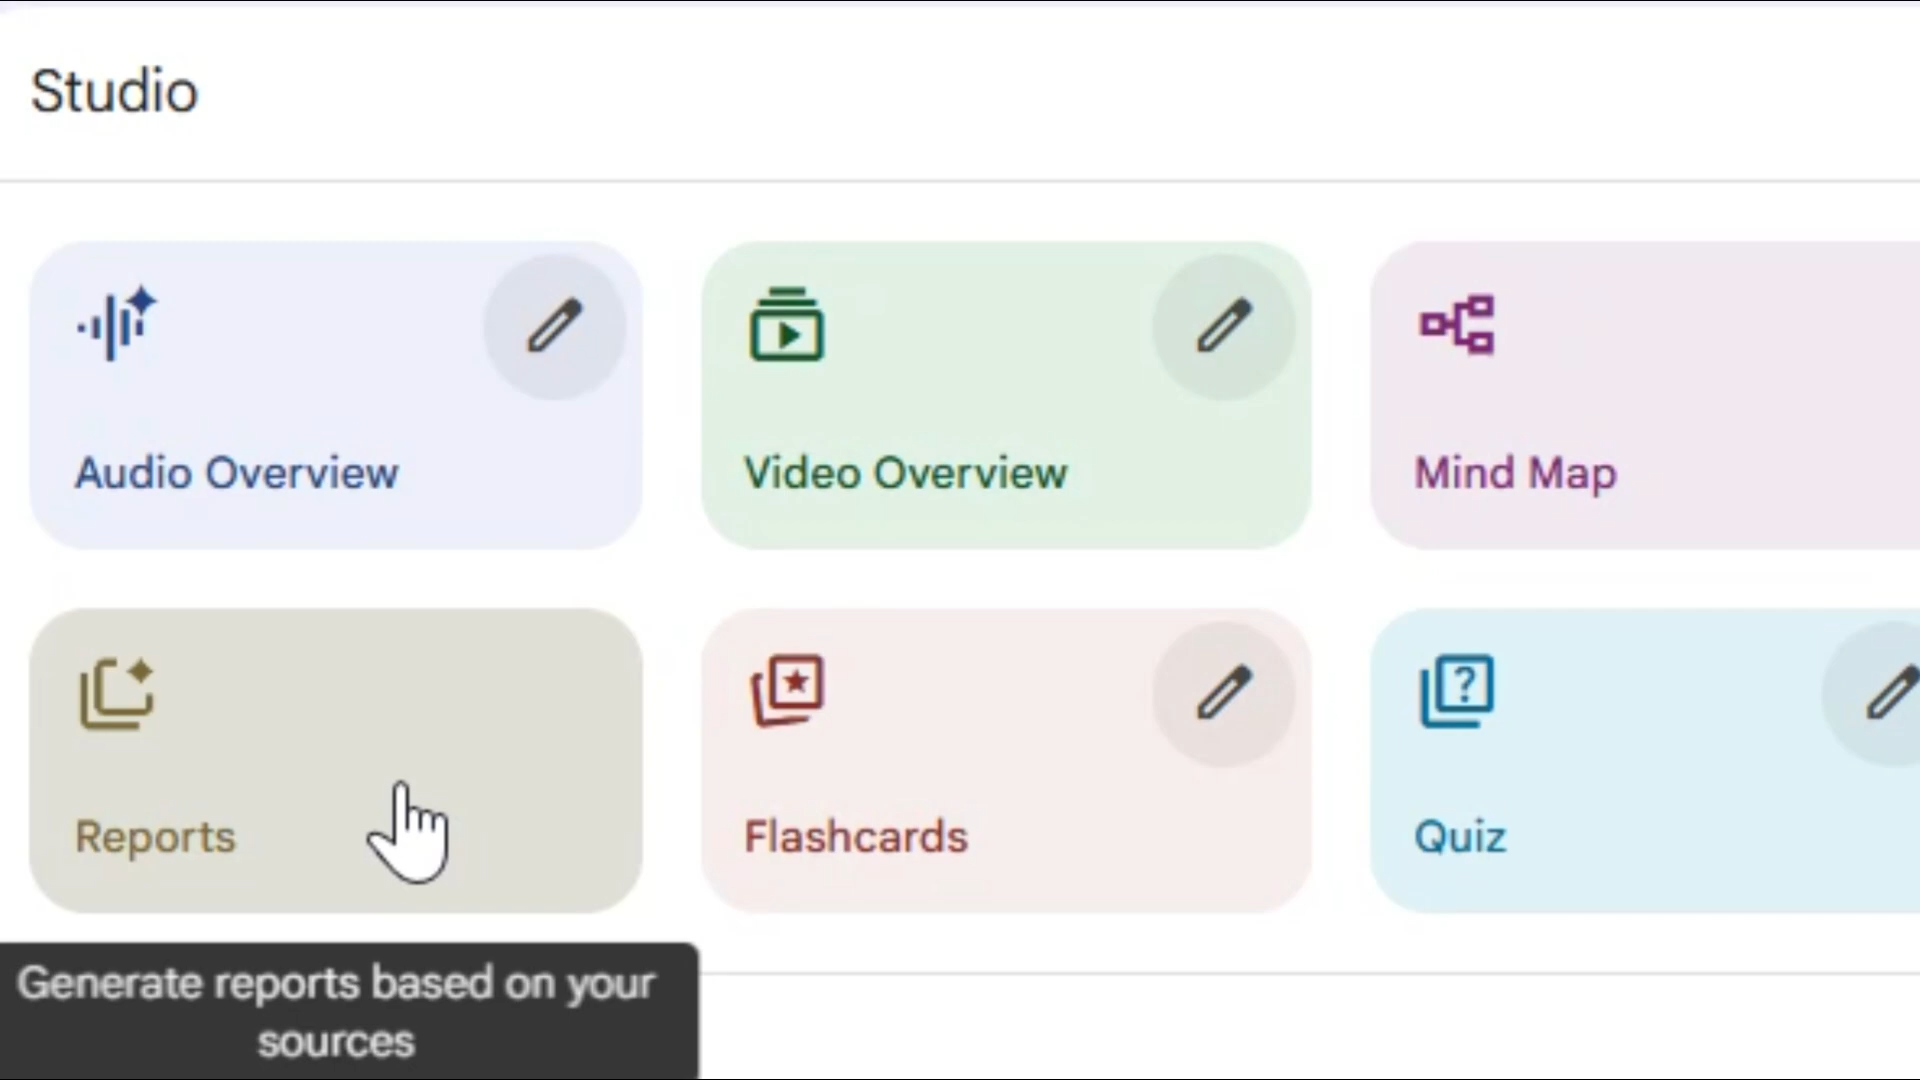 Studio
Audio Overview
Video Overview
Mind Map
Reports
Flashcards
?
Quiz
Generate reports based on your
sources